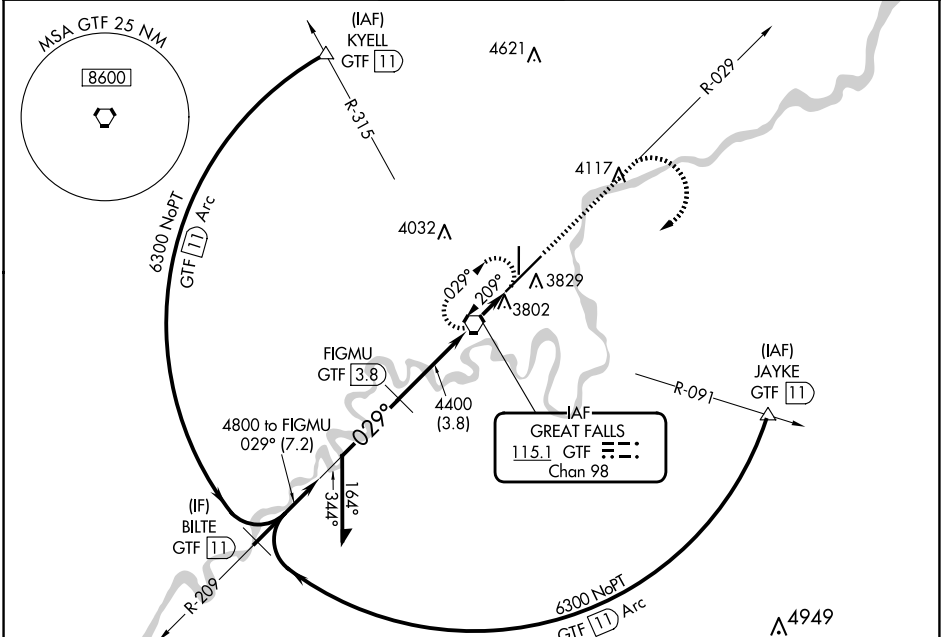 MSA GTF 25 NM
8600
(IAF)
KYELL
GTF 11
R-315
4621
R-029
4117
6300 NoPT
GTF 11 Arc
4032
029°
209°
3829
3802
FIGMU
GTF 3.8
(IAF)
JAYKE
GTF 11
R-091
4800 to FIGMU
029° (7.2)
029°
4400
(3.8)
IAF
GREAT FALLS
115.1 GTF
Chan 98
344°
164°
(IF)
BILTE
GTF 11
R-209
6300 NoPT
GTF 11 Arc
4949